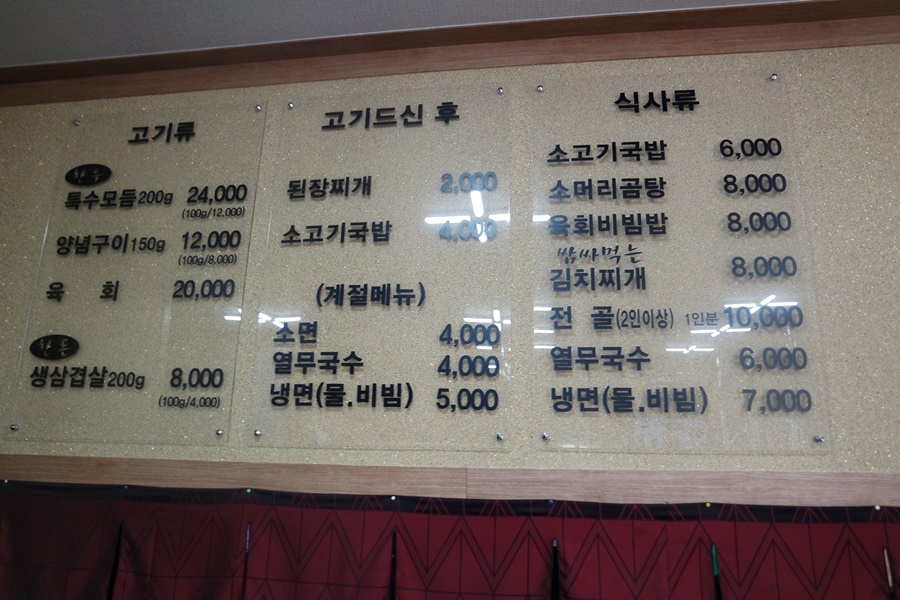 고기류
한우
특수모듬200g 24,000
(100g/12,000)
양념구이150g 12,000
(100g/8,000)
육 회 20,000
한돈
생삼겹살200g 8,000
(100g/4,000)
고기드신 후
된장찌개 2,000
소고기국밥 4,000
(계절메뉴)
소면 4,000
열무국수 4,000
냉면(물.비빔) 5,000
식사류
소고기국밥 6,000
소머리곰탕 8,000
육회비빔밥 8,000
쌈싸먹는
김치찌개 8,000
전 골(2인이상) 1인분 10,000
열무국수 6,000
냉면(물.비빔) 7,000